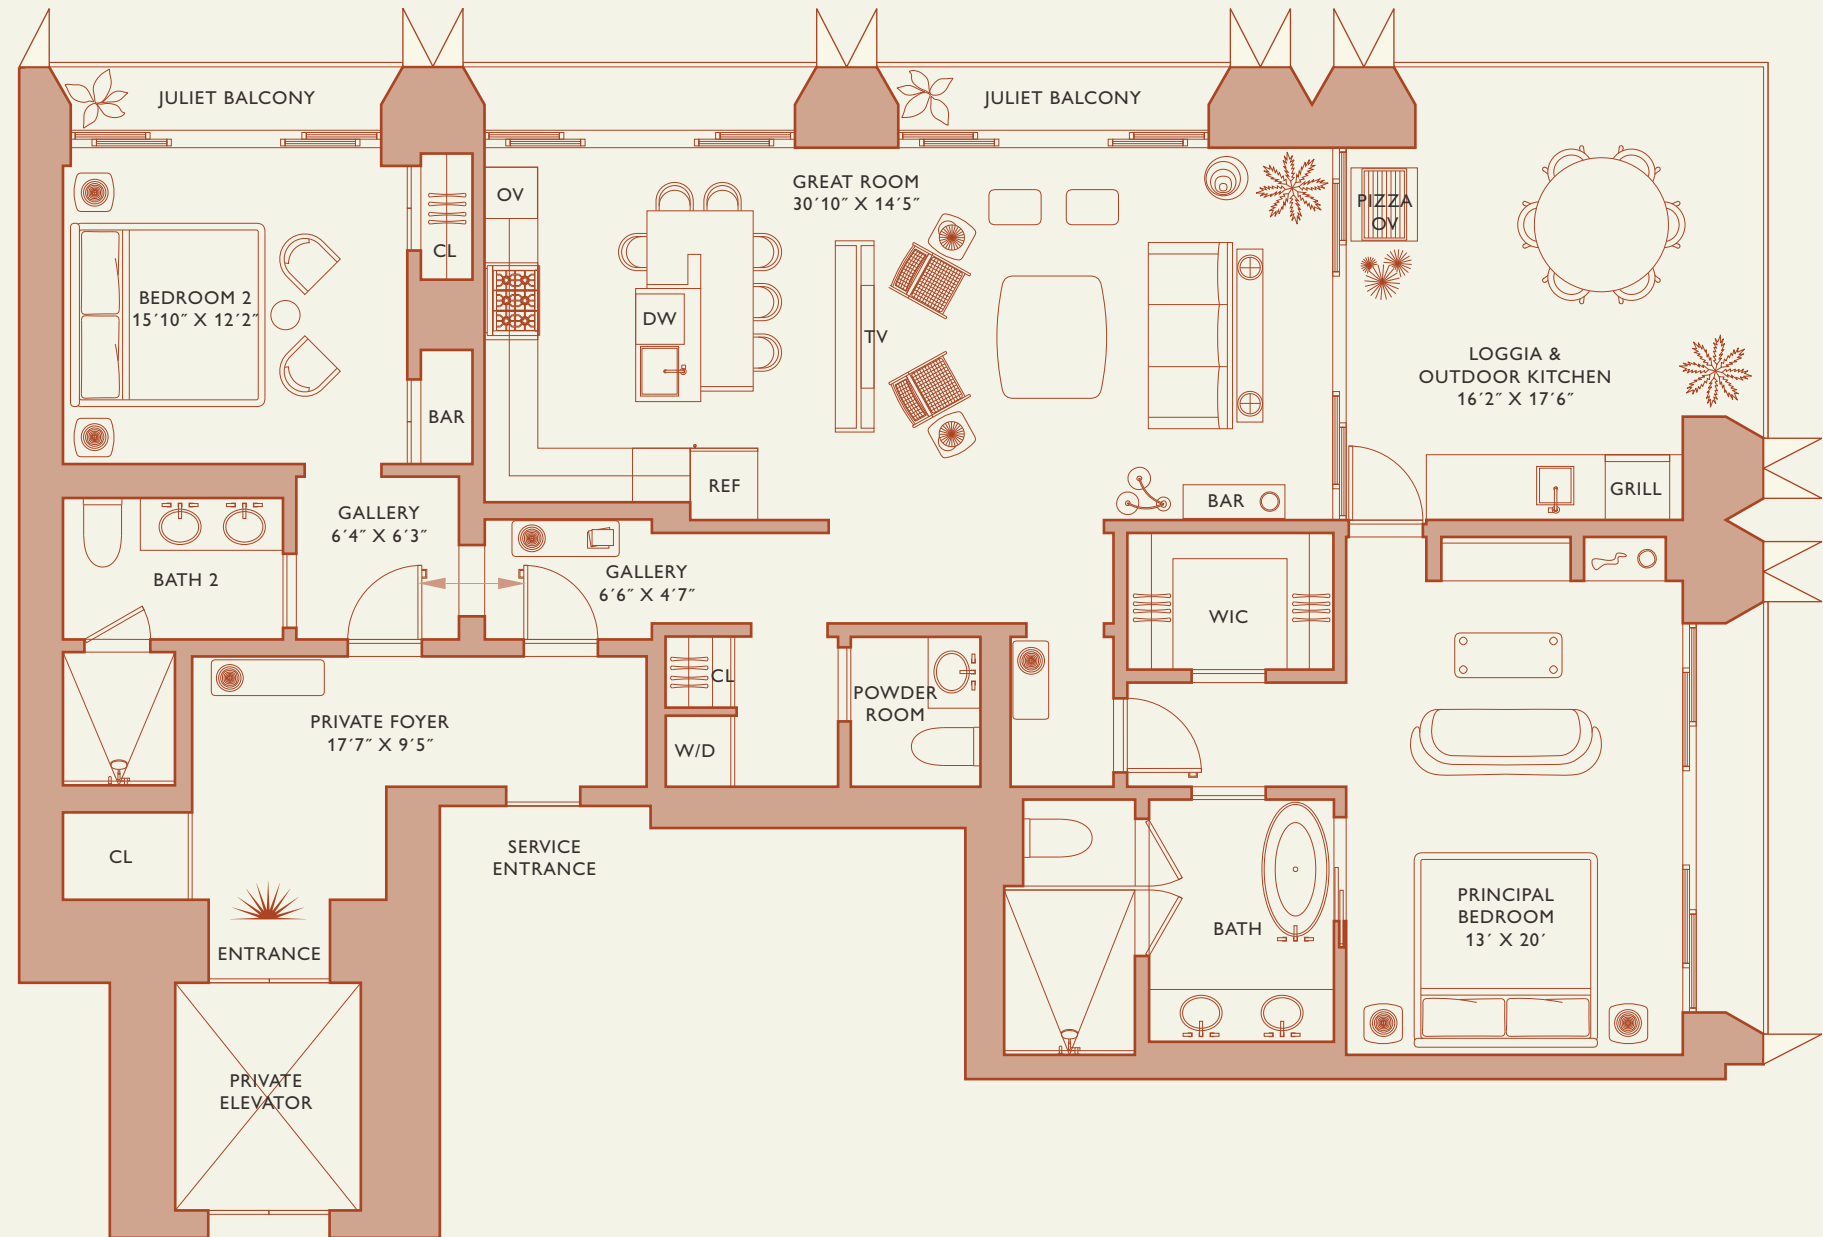 JULIET BALCONY
JULIET BALCONY
OV
GREAT ROOM
30´10˝ X 14´5˝
PIZZA
OV
CL
BEDROOM 2
15´10˝ X 12´2˝
DW
TV
LOGGIA &
OUTDOOR KITCHEN
16´2˝ X 17´6˝
BAR
REF
BAR
GRILL
GALLERY
6´4˝ X 6´3˝
BATH 2
GALLERY
6´6˝ X 4´7˝
WIC
CL
POWDER
ROOM
PRIVATE FOYER
17´7˝ X 9´5˝
W/D
CL
SERVICE
ENTRANCE
PRINCIPAL
BEDROOM
13´ X 20´
BATH
ENTRANCE
PRIVATE
ELEVATOR